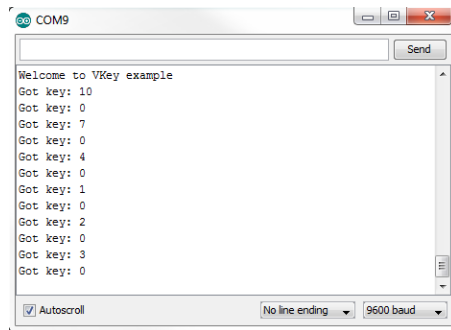 COM9
Send
Welcome to VKey example
Got key: 10
Got key: 0
Got key: 7
Got key: 0
Got key: 4
Got key: 0
Got key: 1
Got key: 0
Got key: 2
Got key: 0
Got key: 3
Got key: 0
Autoscroll No line ending 9600 baud